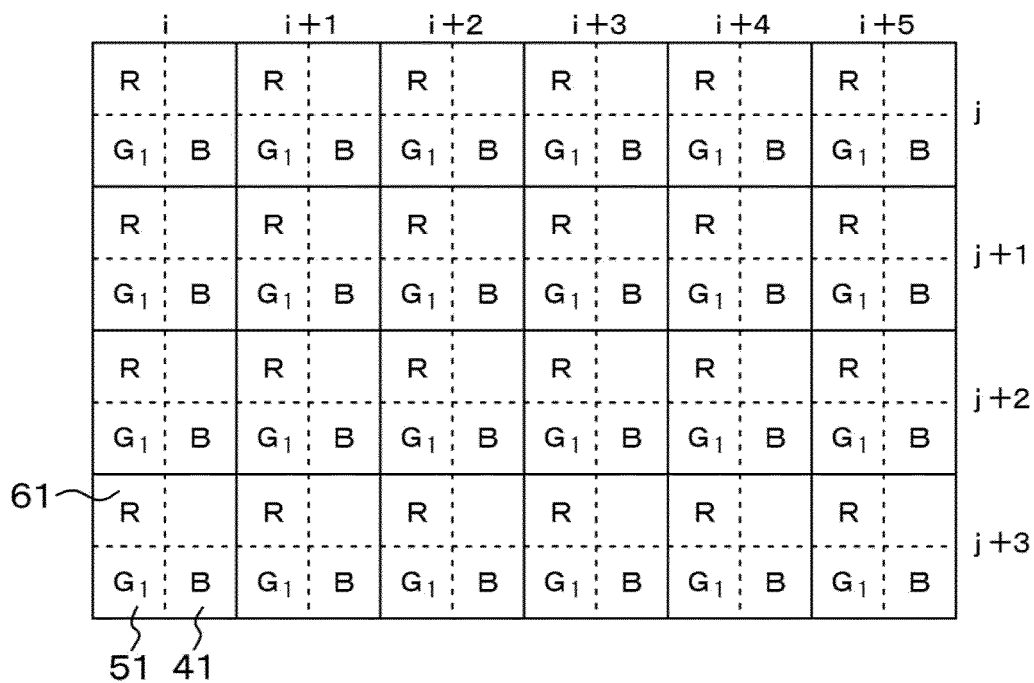 i i+1 i+2 i+3 i+4 i+5
R R R R R R
j
G₁ B G₁ B G₁ B G₁ B G₁ B G₁ B
R R R R R R
j+1
G₁ B G₁ B G₁ B G₁ B G₁ B G₁ B
R R R R R R
j+2
G₁ B G₁ B G₁ B G₁ B G₁ B G₁ B
61 R R R R R R
j+3
G₁ B G₁ B G₁ B G₁ B G₁ B G₁ B
51 41